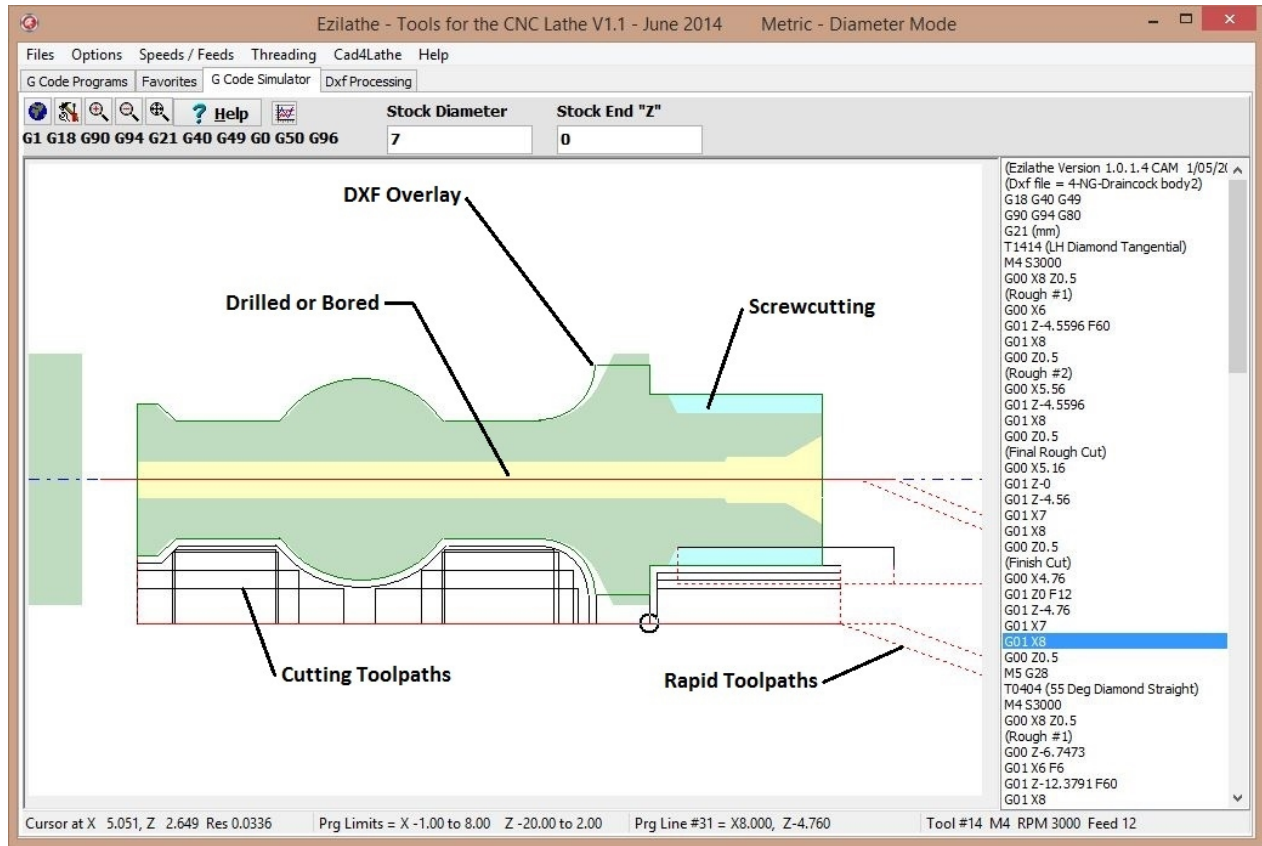 Ezilathe - Tools for the CNC Lathe V1.1 - June 2014 Metric - Diameter Mode
Files Options Speeds / Feeds Threading Cad4Lathe Help
G Code Programs Favorites G Code Simulator Dxf Processing
? Help
Stock Diameter Stock End "Z"
G1 G18 G90 G94 G21 G40 G49 G0 G50 G96
7 0
DXF Overlay
Drilled or Bored
Screwcutting
Cutting Toolpaths
Rapid Toolpaths
(Ezilathe Version 1.0.1.4 CAM 1/05/20
(Dxf file = 4-NG-Draincock body2)
G18 G40 G49
G90 G94 G80
G21 (mm)
T1414 (LH Diamond Tangential)
M4 S3000
G00 X8 Z0.5
(Rough #1)
G00 X6
G01 Z-4.5596 F60
G01 X8
G00 Z0.5
(Rough #2)
G00 X5.56
G01 Z-4.5596
G01 X8
G00 Z0.5
(Final Rough Cut)
G00 X5.16
G01 Z-0
G01 Z-4.56
G01 X7
G01 X8
G00 Z0.5
(Finish Cut)
G00 X4.76
G01 Z0 F12
G01 Z-4.76
G01 X7
G01 X8
G00 Z0.5
M5 G28
T0404 (55 Deg Diamond Straight)
M4 S3000
G00 X8 Z0.5
(Rough #1)
G00 Z-6.7473
G01 X6 F6
G01 Z-12.3791 F60
G01 X8
Cursor at X 5.051, Z 2.649 Res 0.0336 Prg Limits = X -1.00 to 8.00 Z -20.00 to 2.00 Prg Line #31 = X8.000, Z-4.760 Tool #14 M4 RPM 3000 Feed 12